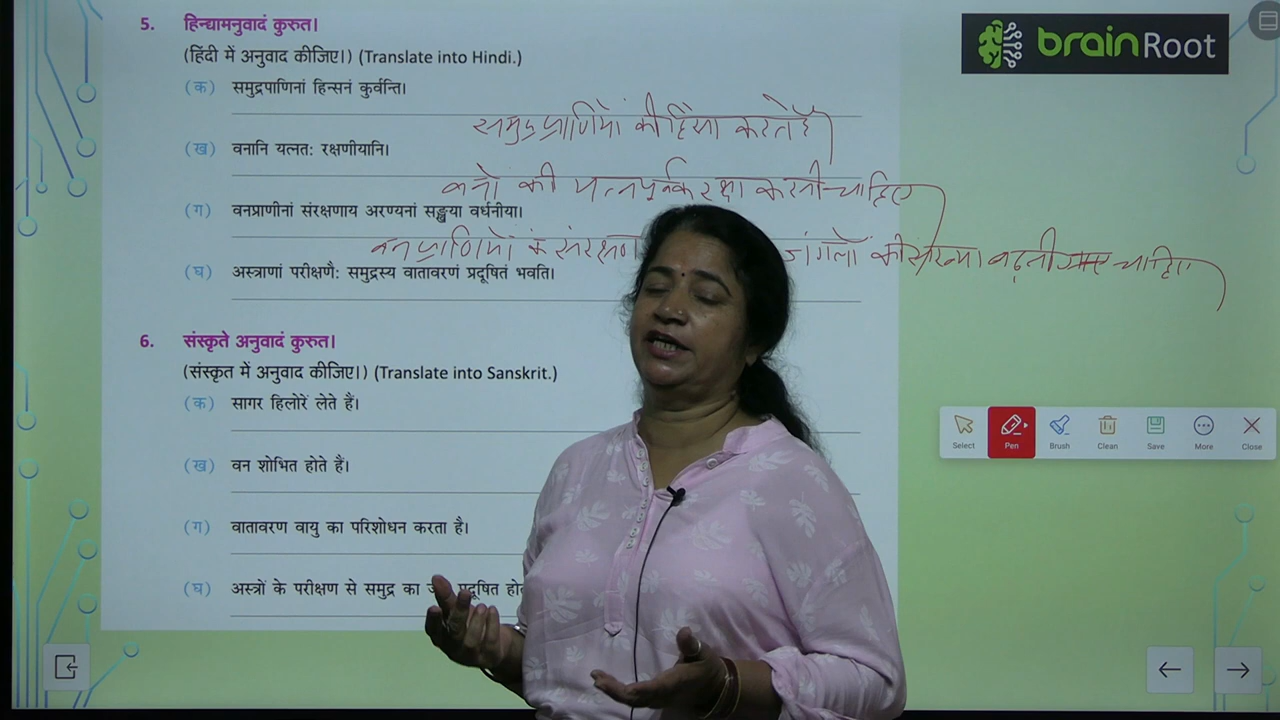 5. हिन्द्यामनुवादं कुरुत।
brainRoot
(हिंदी में अनुवाद कीजिए।) (Translate into Hindi.)
(क) समुद्रपाणिनां हिन्सनं कुर्वन्ति।
समुद्र प्राणियों की हिंसा करते हैं।
(ख) वनानि यत्नत: रक्षणीयानि।
वनों की यत्नपूर्वक रक्षा करनी चाहिए।
(ग) वनप्राणीनां संरक्षणाय अरण्यनां सङ्ख्या वर्धनीया।
वन प्राणियों के संरक्षण जंगलों की संख्या बढ़नी चाहिए।
(घ) अस्त्राणां परीक्षणै: समुद्रस्य वातावरणं प्रदूषितं भवति।
6. संस्कृते अनुवादं कुरुत।
(संस्कृत में अनुवाद कीजिए।) (Translate into Sanskrit.)
(क) सागर हिलोरें लेते हैं।
Select Pen Brush Clean Save More Close
(ख) वन शोभित होते हैं।
(ग) वातावरण वायु का परिशोधन करता है।
(घ) अस्त्रों के परीक्षण से समुद्र का प्रदूषित